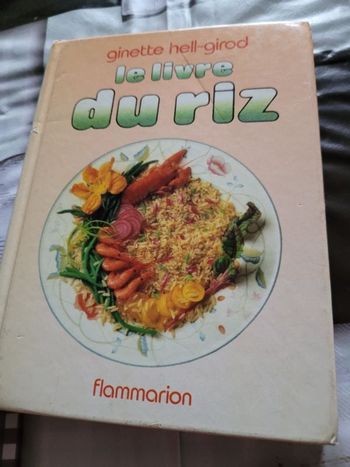 ginette hell-girod
le livre
du riz
flammarion